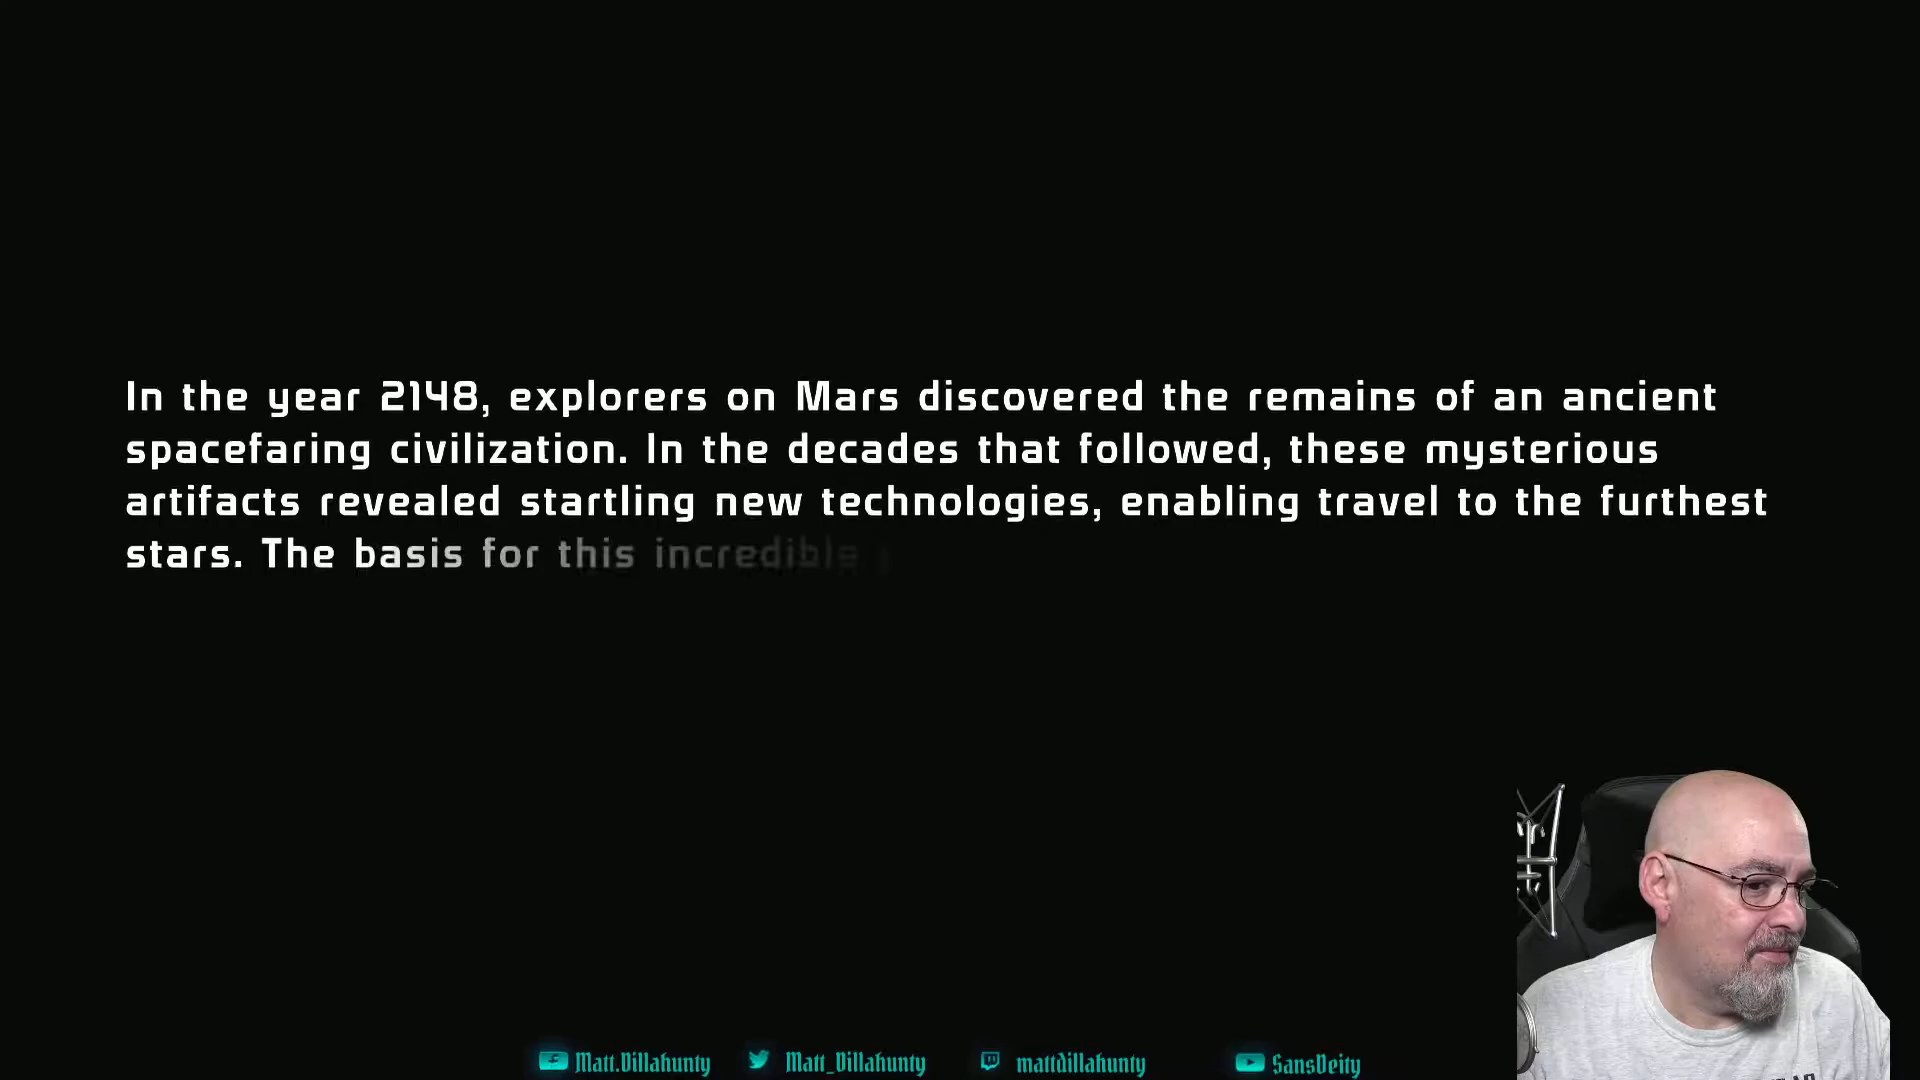 In the year 2148, explorers on Mars discovered the remains of an ancient
spacefaring civilization. In the decades that followed, these mysterious
artifacts revealed startling new technologies, enabling travel to the furthest
stars. The basis for this incredible
Matt.Dillahunty Matt_Dillahunty mattdillahunty SansDeity